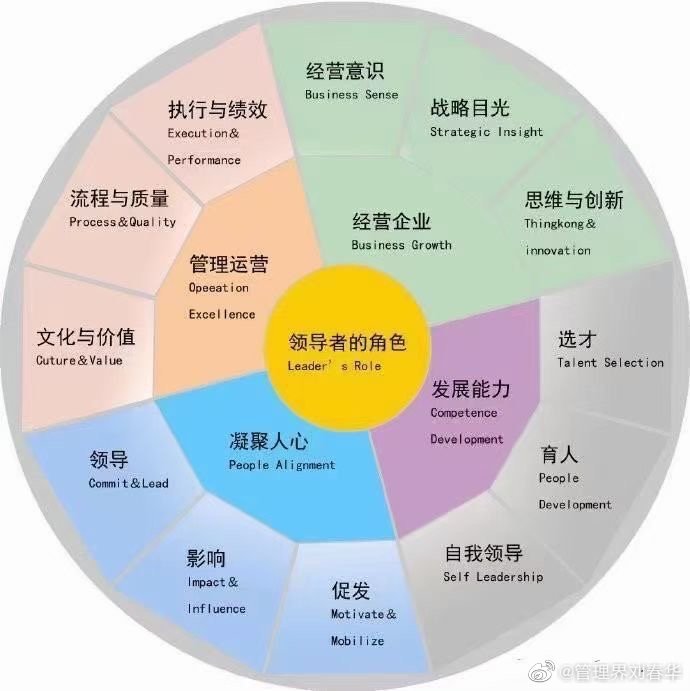 经营意识
Business Sense
战略目光
Strategic Insight
思维与创新
Thingkong&
innovation
经营企业
Business Growth
执行与绩效
Execution&
Performance
流程与质量
Process&Quality
文化与价值
Guture&Value
管理运营
Opeeation
Excellence
领导者的角色
Leader's Role
发展能力
Competence
Development
选才
Talent Selection
育人
People
Development
自我领导
Self Leadership
凝聚人心
People Alignment
领导
Commit&Lead
影响
Impact&
Influence
促发
Motivate&
Mobilize
@管理界刘春华